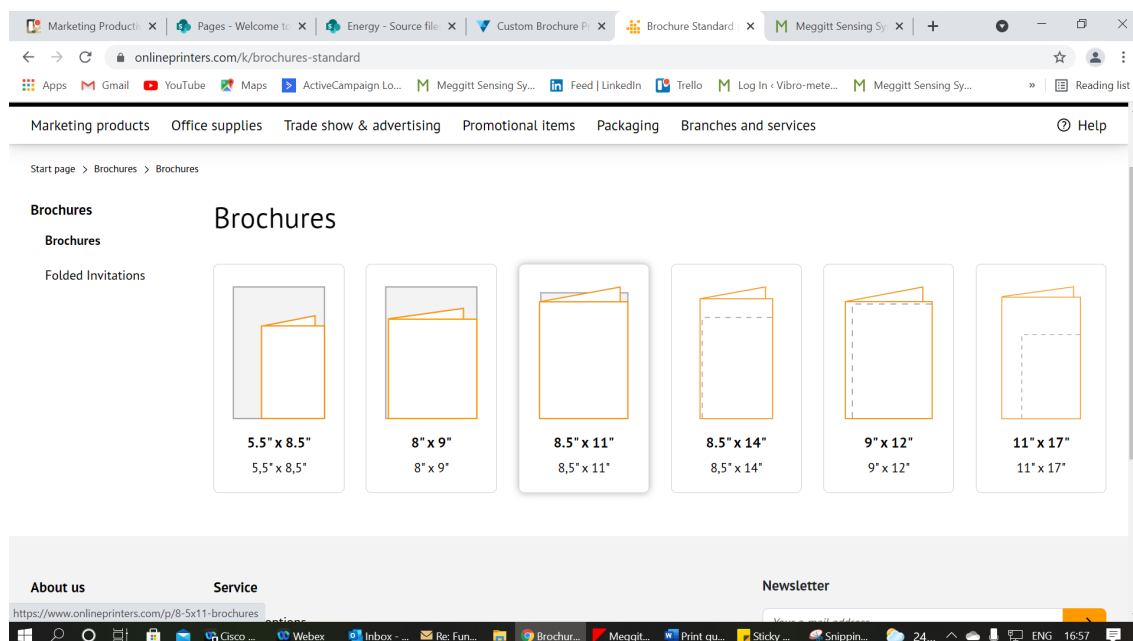 Marketing Producti
Pages - Welcome to
Energy - Source file
Custom Brochure P
Brochure Standard
Meggitt Sensing Sy
onlineprinters.com/k/brochures-standard
Apps Gmail YouTube Maps ActiveCampaign Lo... Meggitt Sensing Sy... Feed | LinkedIn Trello Log In ‹ Vibro-mete... Meggitt Sensing Sy... » Reading list
Marketing products Office supplies Trade show & advertising Promotional items Packaging Branches and services Help
Start page > Brochures > Brochures
Brochures
Brochures
Folded Invitations
Brochures
5.5" x 8.5"
5,5" x 8,5"
8" x 9"
8" x 9"
8.5" x 11"
8,5" x 11"
8.5" x 14"
8,5" x 14"
9" x 12"
9" x 12"
11" x 17"
11" x 17"
About us
Service
Newsletter
https://www.onlineprinters.com/p/8-5x11-brochures
Your e-mail address
Cisco ... Webex Inbox - ... Re: Fun... Brochur... Meggit... Print qu... Sticky ... Snippin... 24... ENG 16:57